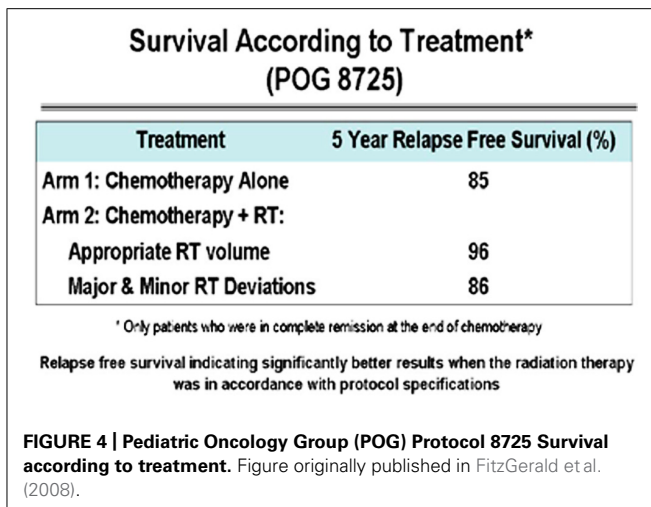 Survival According to Treatment*
(POG 8725)
Treatment 5 Year Relapse Free Survival (%)
Arm 1: Chemotherapy Alone 85
Arm 2: Chemotherapy + RT:
Appropriate RT volume 96
Major & Minor RT Deviations 86
* Only patients who were in complete remission at the end of chemotherapy
Relapse free survival indicating significantly better results when the radiation therapy
was in accordance with protocol specifications
FIGURE 4 | Pediatric Oncology Group (POG) Protocol 8725 Survival
according to treatment. Figure originally published in FitzGerald et al.
(2008).